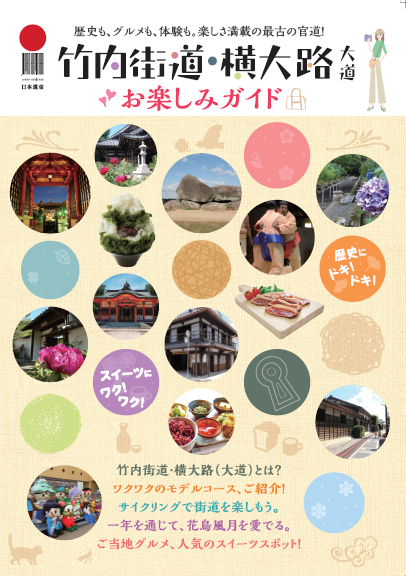 歴史も、グルメも、体験も。楽しさ満載の最古の官道！
竹内街道・横大路
大道
お楽しみガイド
日本遺産
歴史に
ドキ！
ドキ！
スイーツに
ワク！
ワク！
竹内街道・横大路（大道）とは？
ワクワクのモデルコース、ご紹介！
サイクリングで街道を楽しもう。
一年を通じて、花鳥風月を愛でる。
ご当地グルメ、人気のスイーツスポット！